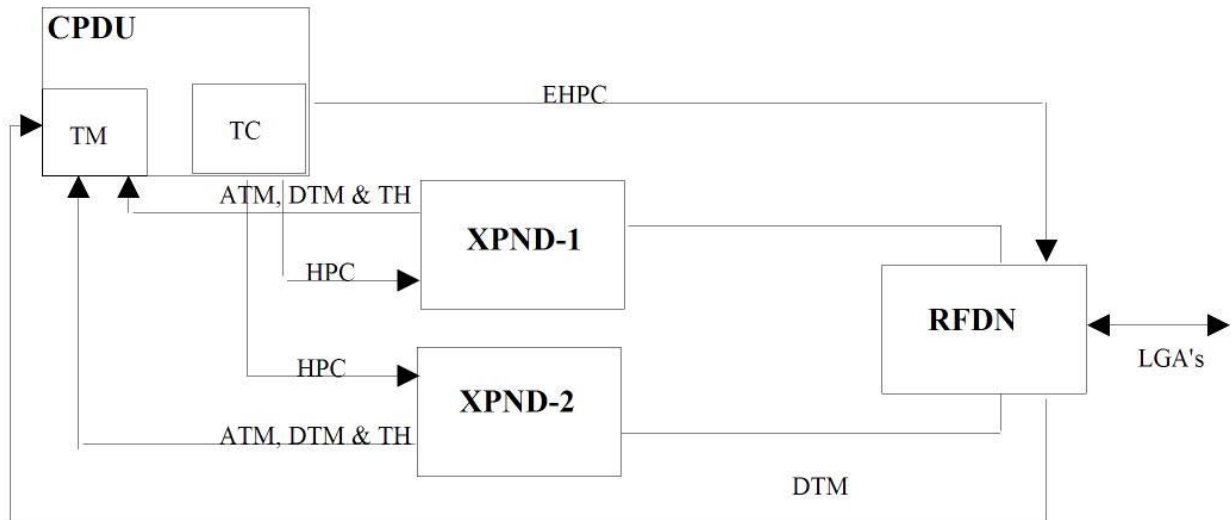 CPDU
EHPC
TM
TC
ATM, DTM & TH
XPND-1
HPC
RFDN
HPC
LGA's
XPND-2
ATM, DTM & TH
DTM